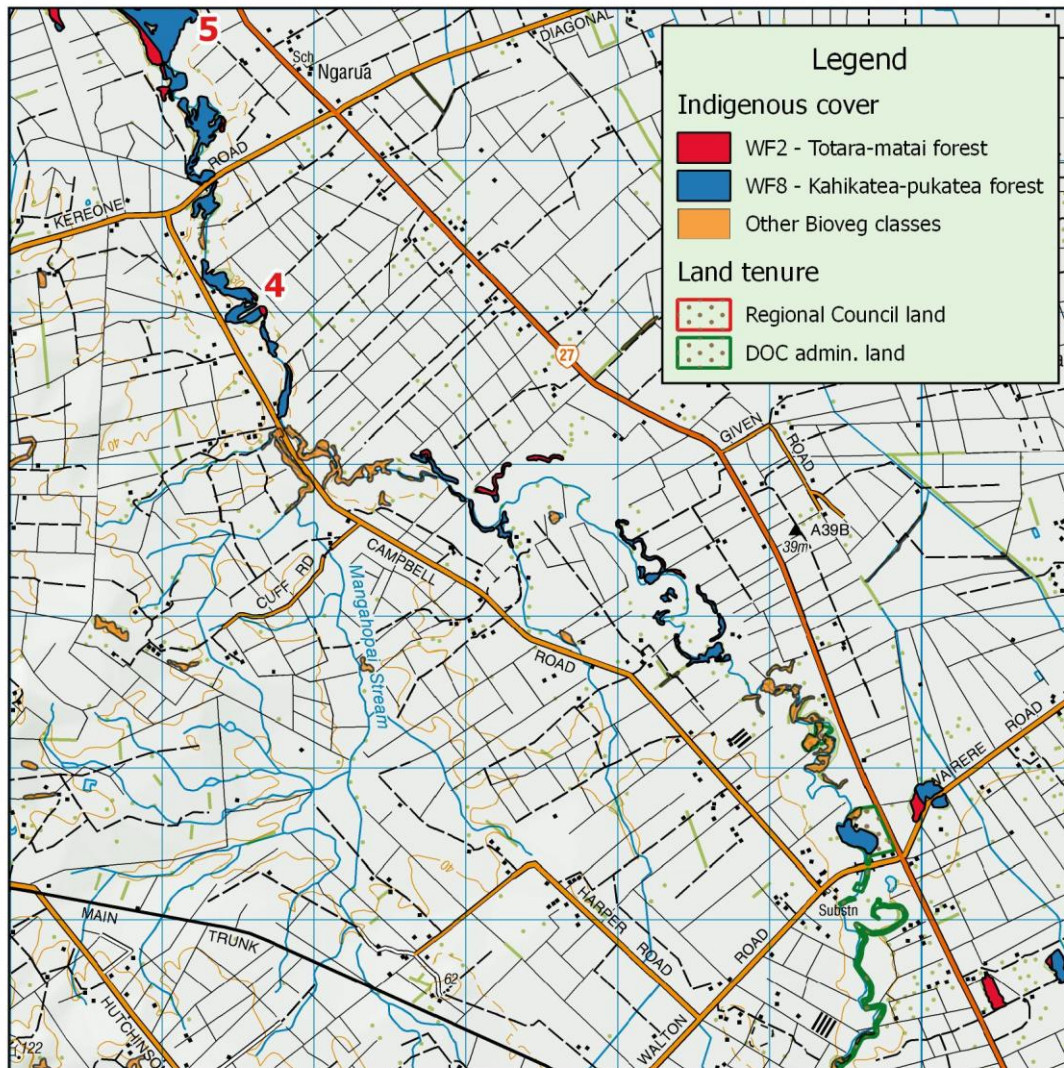 5
Sch
Ngarua
DIAGONAL
ROAD
KEREONE
4
27
Legend
Indigenous cover
WF2 - Totara-matai forest
WF8 - Kahikatea-pukatea forest
Other Bioveg classes
Land tenure
Regional Council land
DOC admin. land
GIVEN
ROAD
A39B
39m
40
CUFF RD
CAMPBELL
ROAD
Mangahopai Stream
WAIRERE ROAD
40
Substn
MAIN
TRUNK
62
HARPER
ROAD
ROAD
WALTON
HUTCHINSON
122